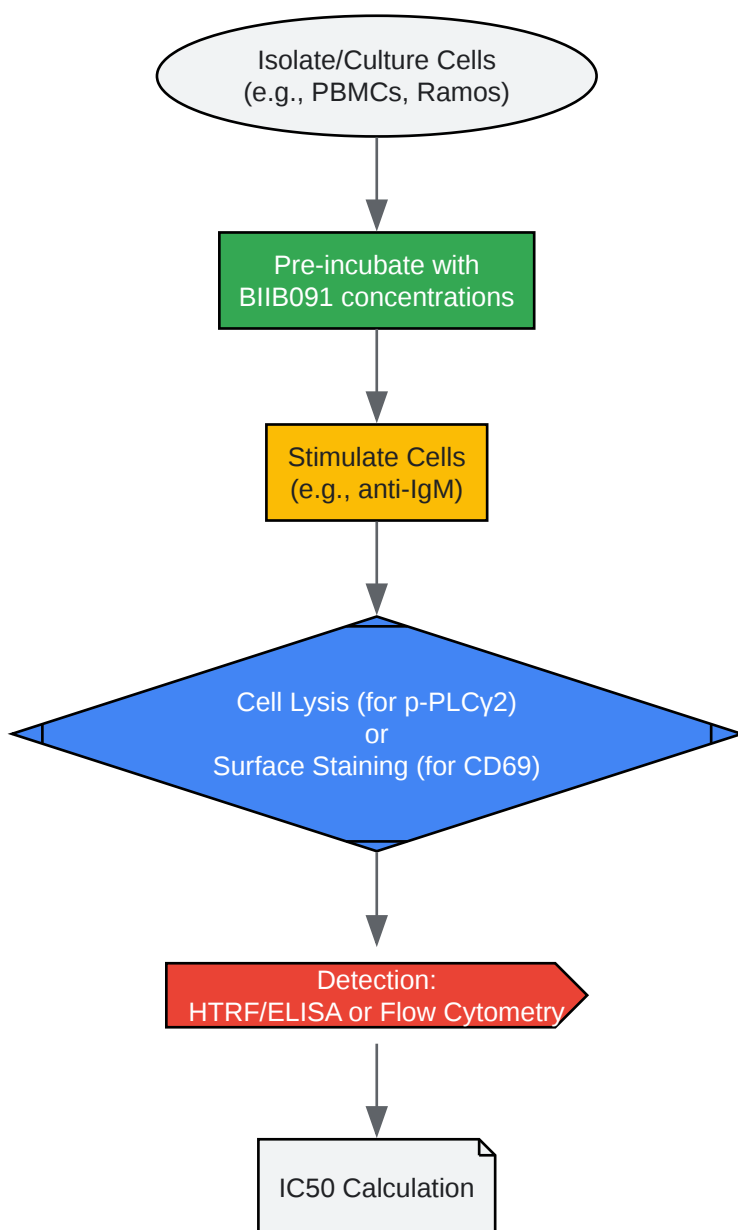 Isolate/Culture Cells
(e.g., PBMCs, Ramos)
Pre-incubate with
BIIB091 concentrations
Stimulate Cells
(e.g., anti-IgM)
Cell Lysis (for p-PLCγ2)
or
Surface Staining (for CD69)
Detection:
HTRF/ELISA or Flow Cytometry
IC50 Calculation